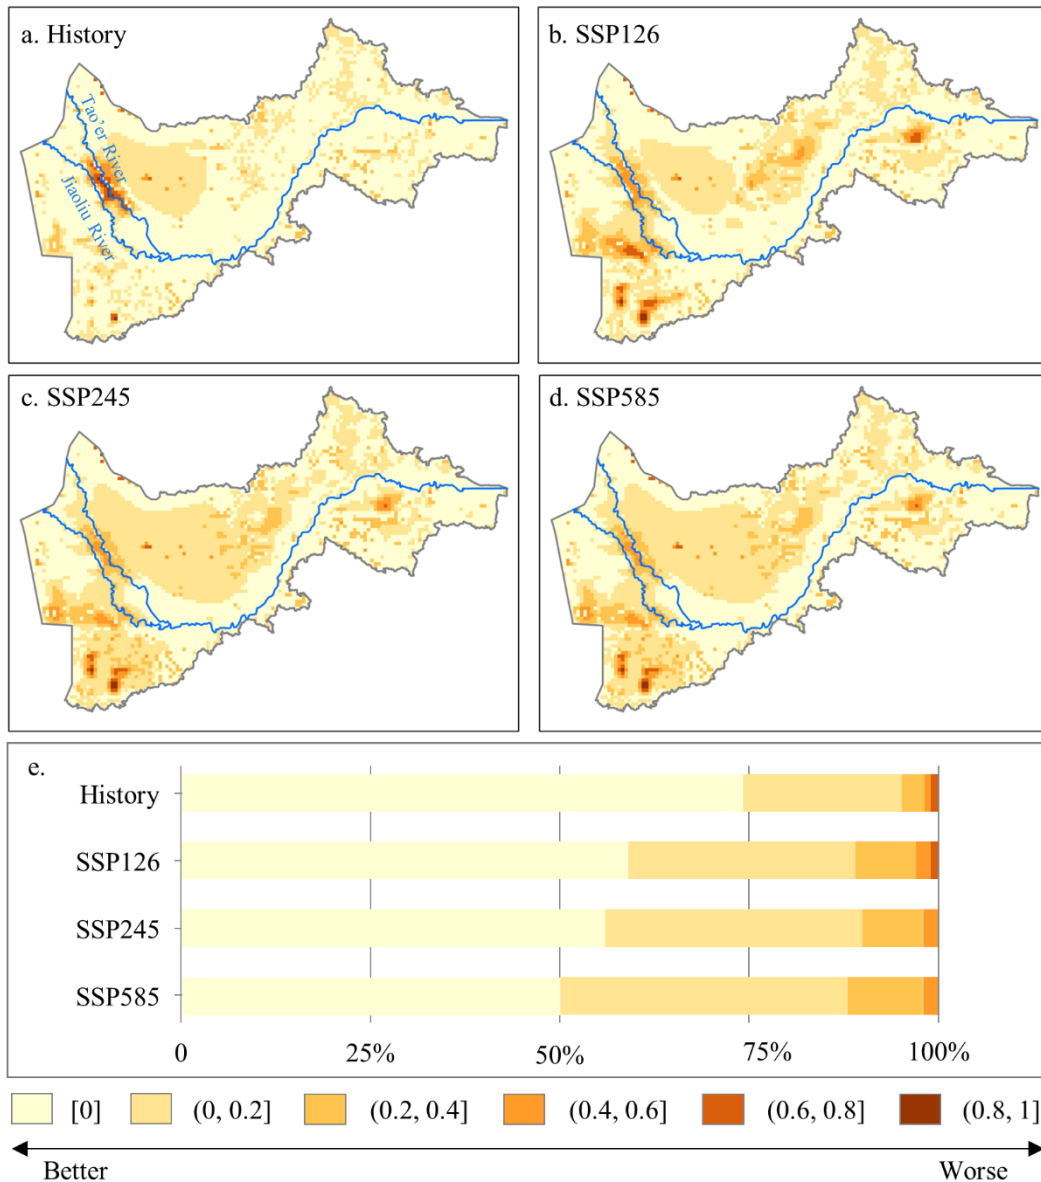 a. History
b. SSP126
Tao'er River
Jiaoliu River
c. SSP245
d. SSP585
e.
History
SSP126
SSP245
SSP585
0 25% 50% 75% 100%
[0] (0, 0.2] (0.2, 0.4] (0.4, 0.6] (0.6, 0.8] (0.8, 1]
Better Worse